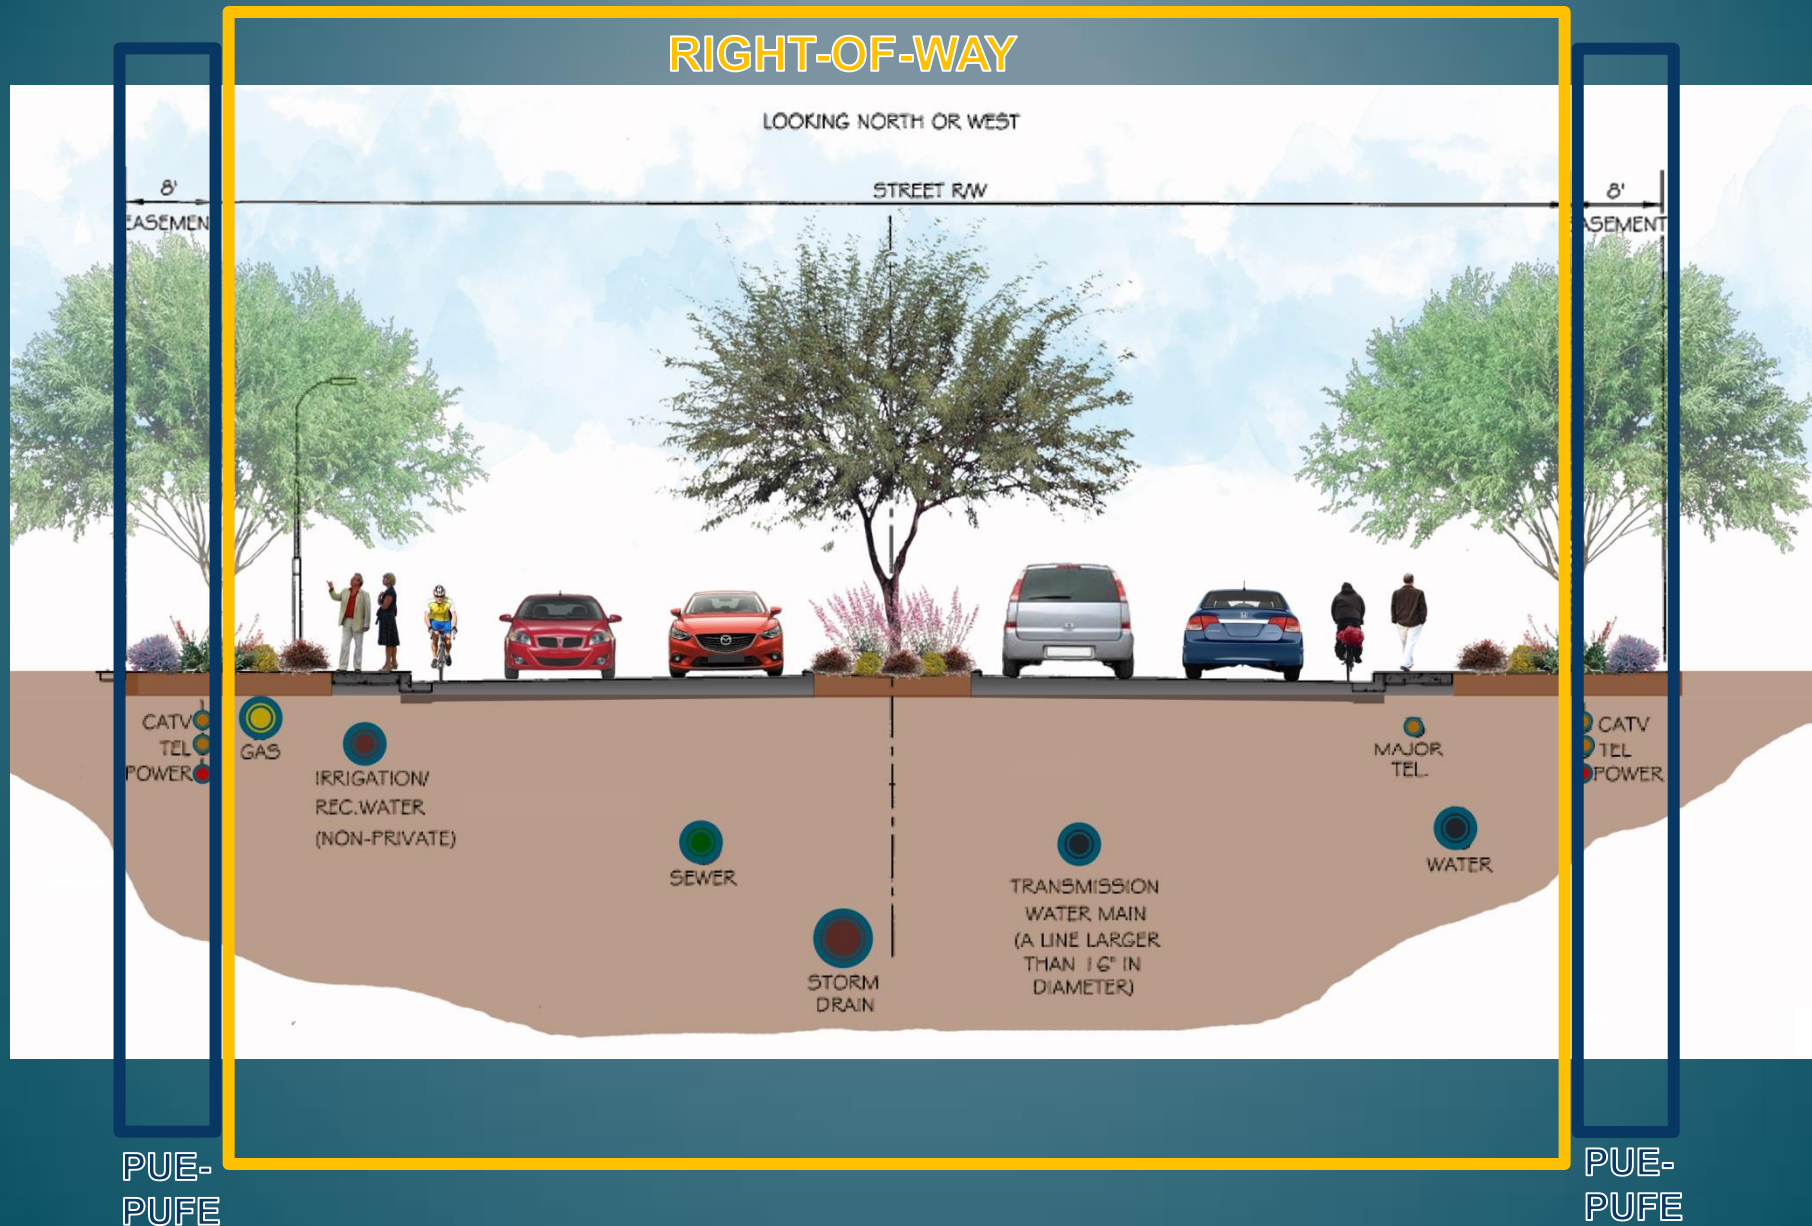 RIGHT-OF-WAY
LOOKING NORTH OR WEST
8'
STREET R/W
8'
EASEMEN
ASEMENT
CATV
TEL
POWER
GAS
IRRIGATION/
REC.WATER
(NON-PRIVATE)
SEWER
STORM
DRAIN
TRANSMISSION
WATER MAIN
(A LINE LARGER
THAN 16" IN
DIAMETER)
MAJOR
TEL.
WATER
CATV
TEL
POWER
PUE-
PUFE
PUE-
PUFE